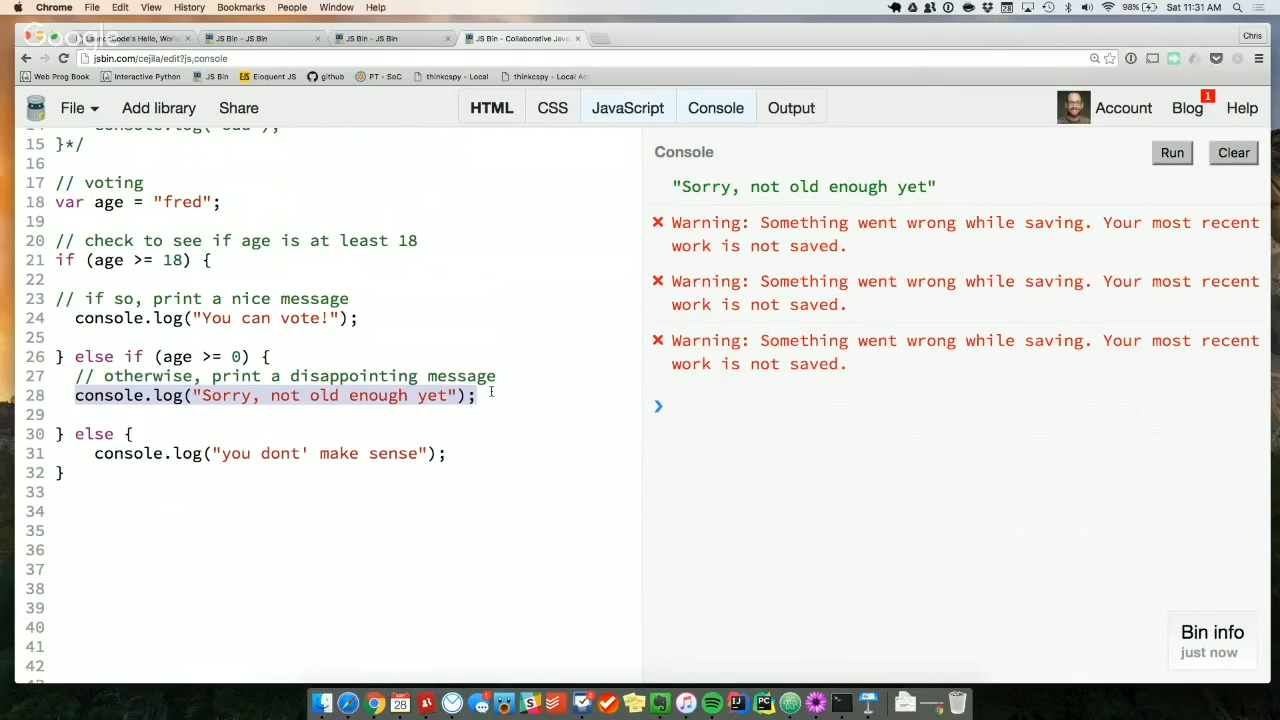 Chrome File Edit View History Bookmarks People Window Help 98% Sat 11:31 AM
Google
JS Bin - JS Bin JS Bin - JS Bin JS Bin - Collaborative Java Chris
jsbin.com/cejila/edit?js,console
Web Prog Book Interactive Python JS Bin Eloquent JS github PT - SoC thinkcspy - Local thinkcspy - Local
File Add library Share HTML CSS JavaScript Console Output Account Blog 1 Help
15 }*/
16
17 // voting
18 var age = "fred";
19
20 // check to see if age is at least 18
21 if (age >= 18) {
22
23 // if so, print a nice message
24 console.log("You can vote!");
25
26 } else if (age >= 0) {
27 // otherwise, print a disappointing message
28 console.log("Sorry, not old enough yet");
29
30 } else {
31 console.log("you dont' make sense");
32 }
33
34
35
36
37
38
39
40
41
42
Console Run Clear
"Sorry, not old enough yet"
Warning: Something went wrong while saving. Your most recent
work is not saved.
Warning: Something went wrong while saving. Your most recent
work is not saved.
Warning: Something went wrong while saving. Your most recent
work is not saved.
Bin info
just now